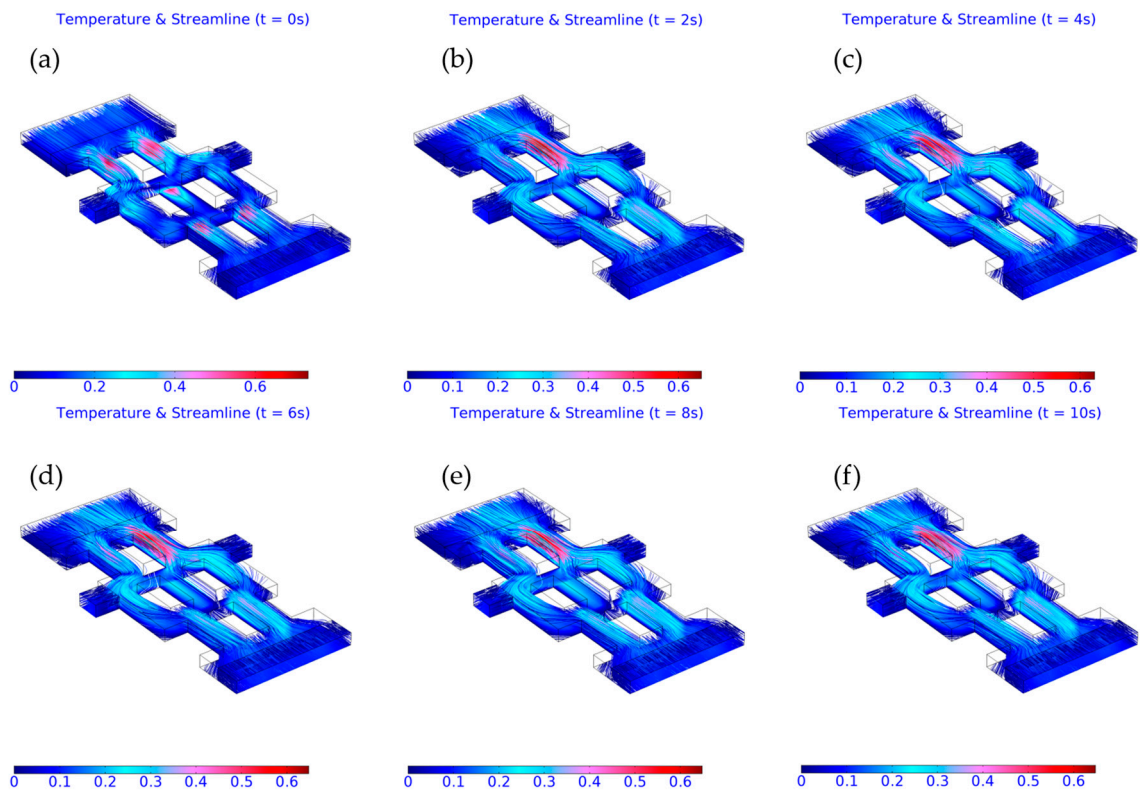 Temperature & Streamline (t = 0s)
Temperature & Streamline (t = 2s)
Temperature & Streamline (t = 4s)
(a)
(b)
(c)
0 0.2 0.4 0.6
0 0.1 0.2 0.3 0.4 0.5 0.6
0 0.1 0.2 0.3 0.4 0.5 0.6
Temperature & Streamline (t = 6s)
Temperature & Streamline (t = 8s)
Temperature & Streamline (t = 10s)
(d)
(e)
(f)
0 0.1 0.2 0.3 0.4 0.5 0.6
0 0.1 0.2 0.3 0.4 0.5 0.6
0 0.1 0.2 0.3 0.4 0.5 0.6